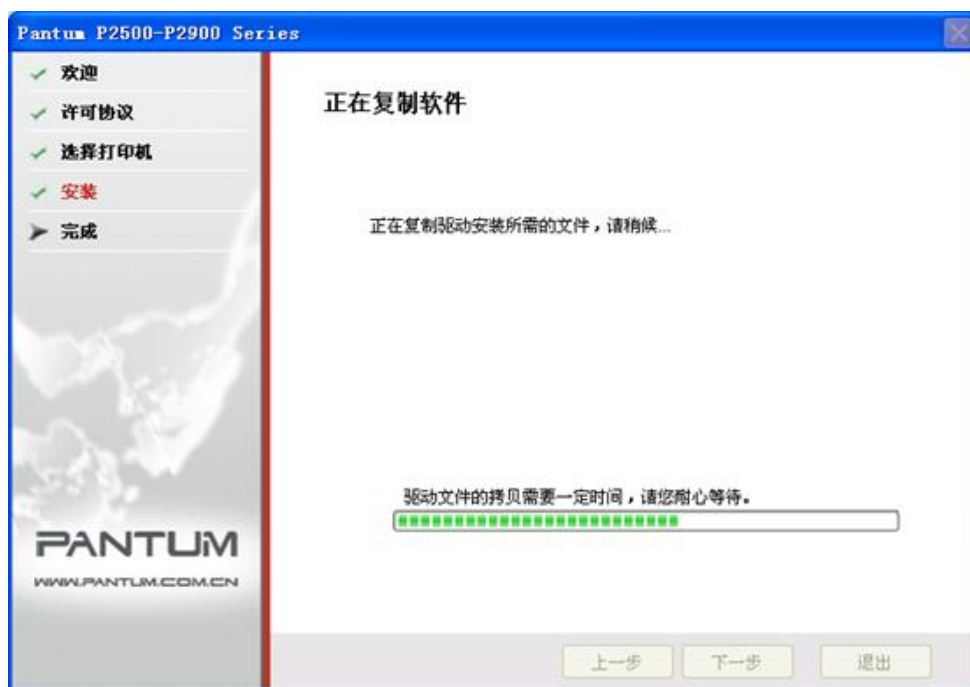 Pantum P2500-P2900 Series
欢迎
许可协议
选择打印机
安装
完成
正在复制软件
正在复制驱动安装所需的文件，请稍候...
驱动文件的拷贝需要一定时间，请您耐心等待。
PANTUM
WWW.PANTUM.COM.CN
上一步
下一步
退出